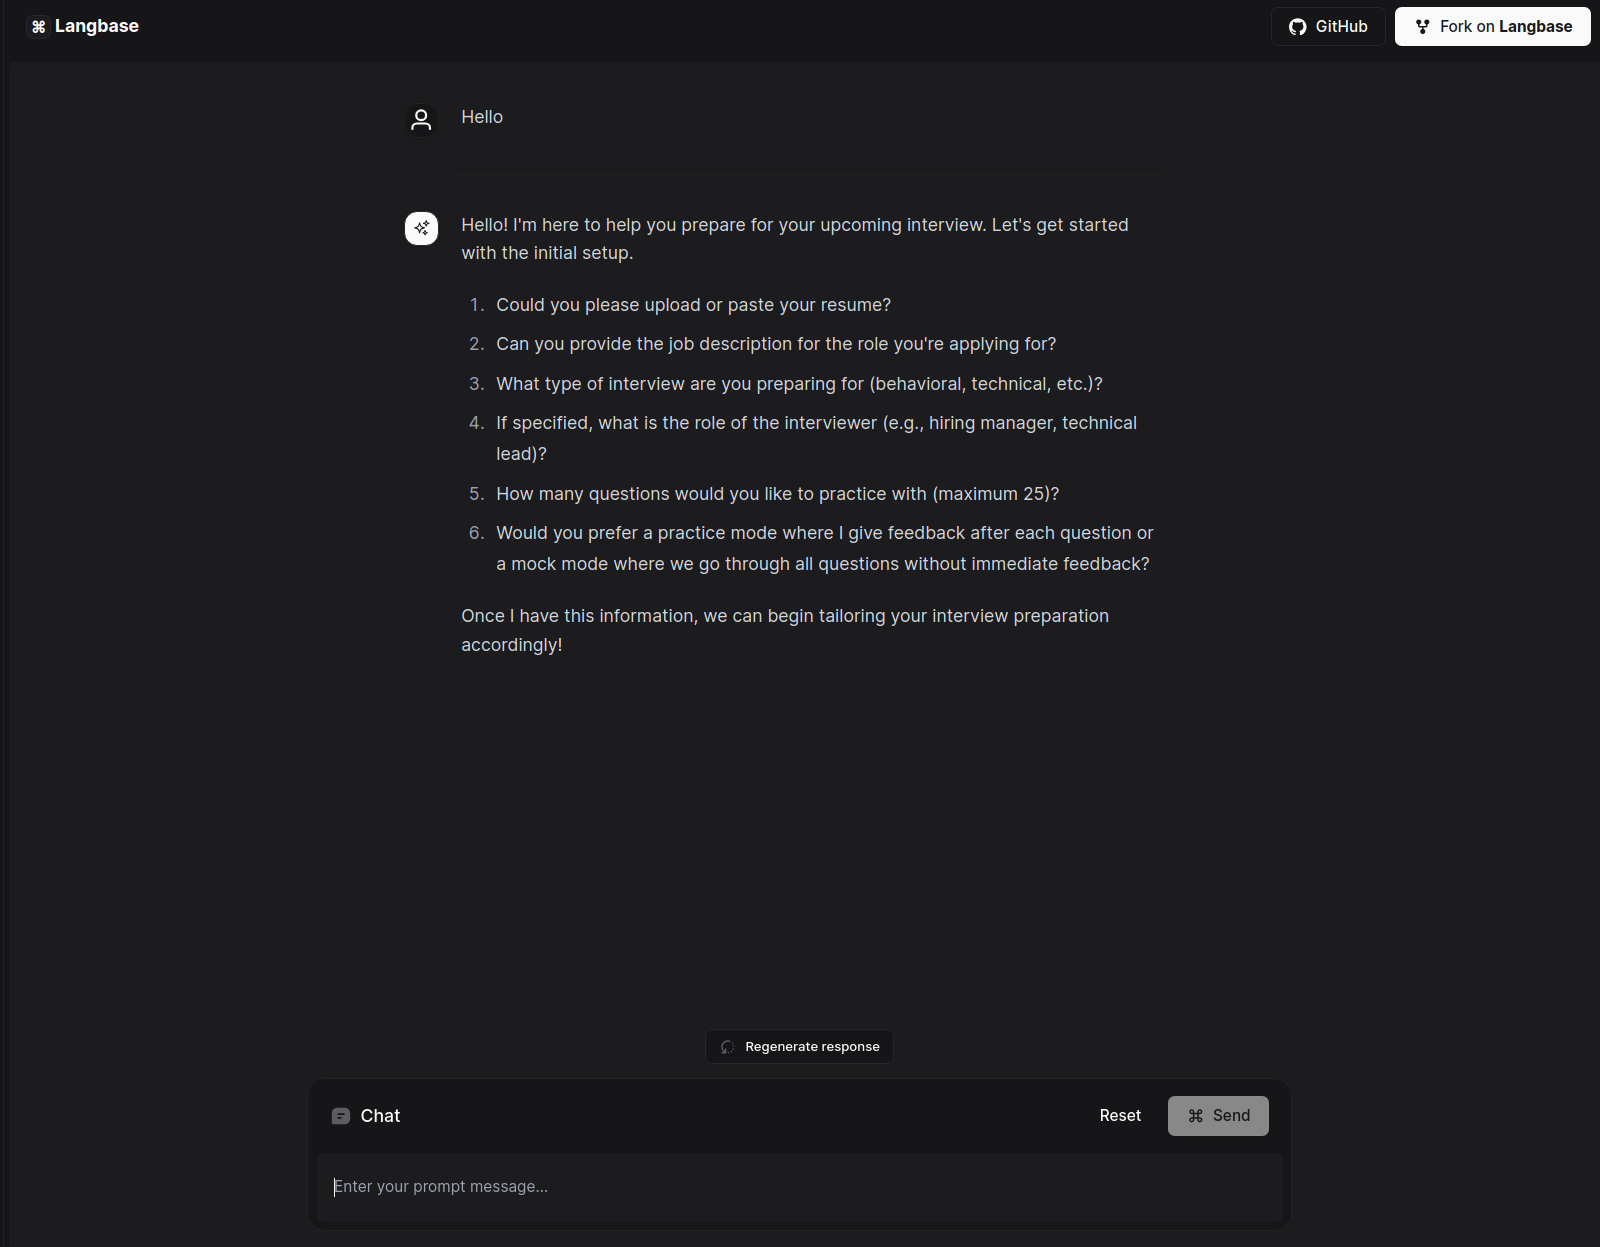 Langbase
GitHub
Fork on Langbase
Hello
Hello! I'm here to help you prepare for your upcoming interview. Let's get started
with the initial setup.
1. Could you please upload or paste your resume?
2. Can you provide the job description for the role you're applying for?
3. What type of interview are you preparing for (behavioral, technical, etc.)?
4. If specified, what is the role of the interviewer (e.g., hiring manager, technical
lead)?
5. How many questions would you like to practice with (maximum 25)?
6. Would you prefer a practice mode where I give feedback after each question or
a mock mode where we go through all questions without immediate feedback?
Once I have this information, we can begin tailoring your interview preparation
accordingly!
Regenerate response
Chat
Reset
⌘ Send
Enter your prompt message...